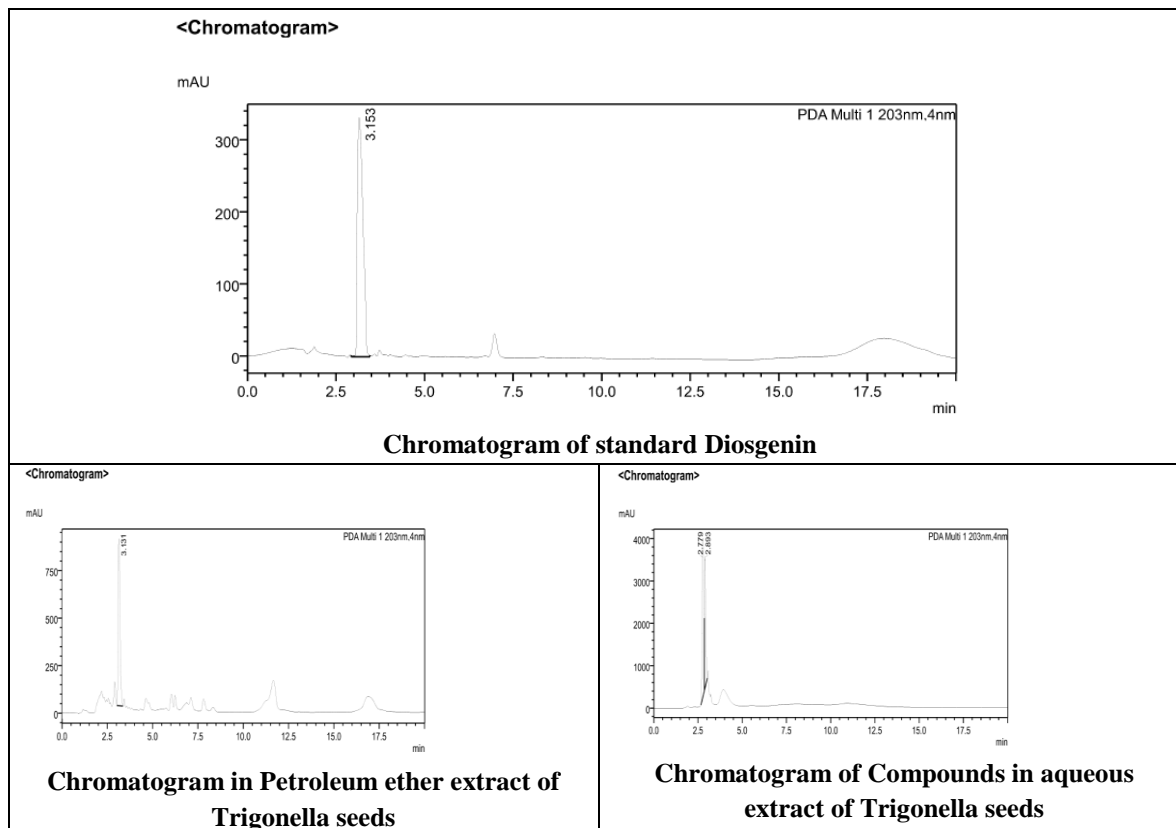 <Chromatogram>
mAU
3.153
PDA Multi 1 203nm,4nm
300
200
100
0
0.0 2.5 5.0 7.5 10.0 12.5 15.0 17.5
min
Chromatogram of standard Diosgenin
<Chromatogram>
mAU
3.131
PDA Multi 1 203nm,4nm
750
500
250
0
0.0 2.5 5.0 7.5 10.0 12.5 15.0 17.5
min
Chromatogram in Petroleum ether extract of
Trigonella seeds
<Chromatogram>
mAU
2.779
2.893
PDA Multi 1 203nm,4nm
4000
3000
2000
1000
0
0.0 2.5 5.0 7.5 10.0 12.5 15.0 17.5
min
Chromatogram of Compounds in aqueous
extract of Trigonella seeds